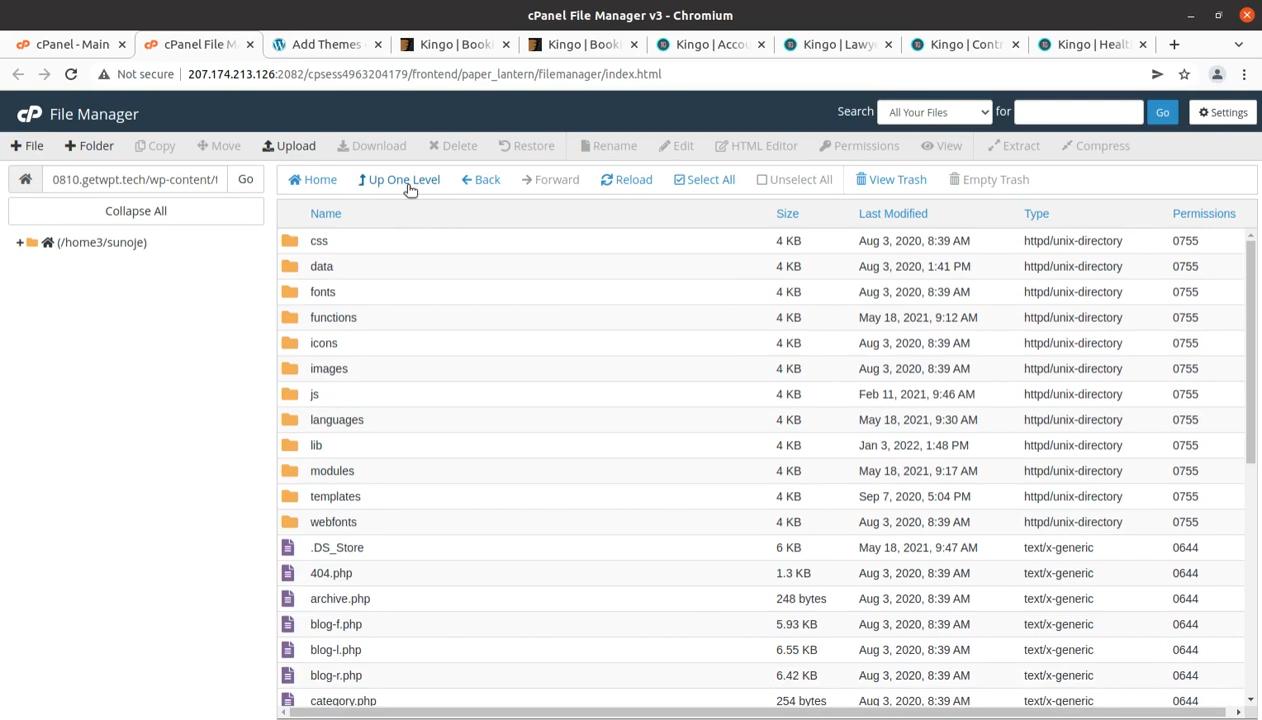 cPanel File Manager v3 - Chromium
cPanel - Main
cPanel File M
Add Themes
Kingo | Book
Kingo | Book
Kingo | Accou
Kingo | Lawye
Kingo | Contr
Kingo | Healt
Not secure
207.174.213.126:2082/cpsess4963204179/frontend/paper_lantern/filemanager/index.html
cP File Manager
Search All Your Files for Go Settings
+ File + Folder Copy Move Upload Download Delete Restore Rename Edit HTML Editor Permissions View Extract Compress
0810.getwpt.tech/wp-content/t Go Home Up One Level Back Forward Reload Select All Unselect All View Trash Empty Trash
Collapse All
+ (/home3/sunoje)
Name Size Last Modified Type Permissions
css 4 KB Aug 3, 2020, 8:39 AM httpd/unix-directory 0755
data 4 KB Aug 3, 2020, 1:41 PM httpd/unix-directory 0755
fonts 4 KB Aug 3, 2020, 8:39 AM httpd/unix-directory 0755
functions 4 KB May 18, 2021, 9:12 AM httpd/unix-directory 0755
icons 4 KB Aug 3, 2020, 8:39 AM httpd/unix-directory 0755
images 4 KB Aug 3, 2020, 8:39 AM httpd/unix-directory 0755
js 4 KB Feb 11, 2021, 9:46 AM httpd/unix-directory 0755
languages 4 KB May 18, 2021, 9:30 AM httpd/unix-directory 0755
lib 4 KB Jan 3, 2022, 1:48 PM httpd/unix-directory 0755
modules 4 KB May 18, 2021, 9:17 AM httpd/unix-directory 0755
templates 4 KB Sep 7, 2020, 5:04 PM httpd/unix-directory 0755
webfonts 4 KB Aug 3, 2020, 8:39 AM httpd/unix-directory 0755
.DS_Store 6 KB May 18, 2021, 9:47 AM text/x-generic 0644
404.php 1.3 KB Aug 3, 2020, 8:39 AM text/x-generic 0644
archive.php 248 bytes Aug 3, 2020, 8:39 AM text/x-generic 0644
blog-f.php 5.93 KB Aug 3, 2020, 8:39 AM text/x-generic 0644
blog-l.php 6.55 KB Aug 3, 2020, 8:39 AM text/x-generic 0644
blog-r.php 6.42 KB Aug 3, 2020, 8:39 AM text/x-generic 0644
category.php 254 bytes Aug 3, 2020, 8:39 AM text/x-generic 0644